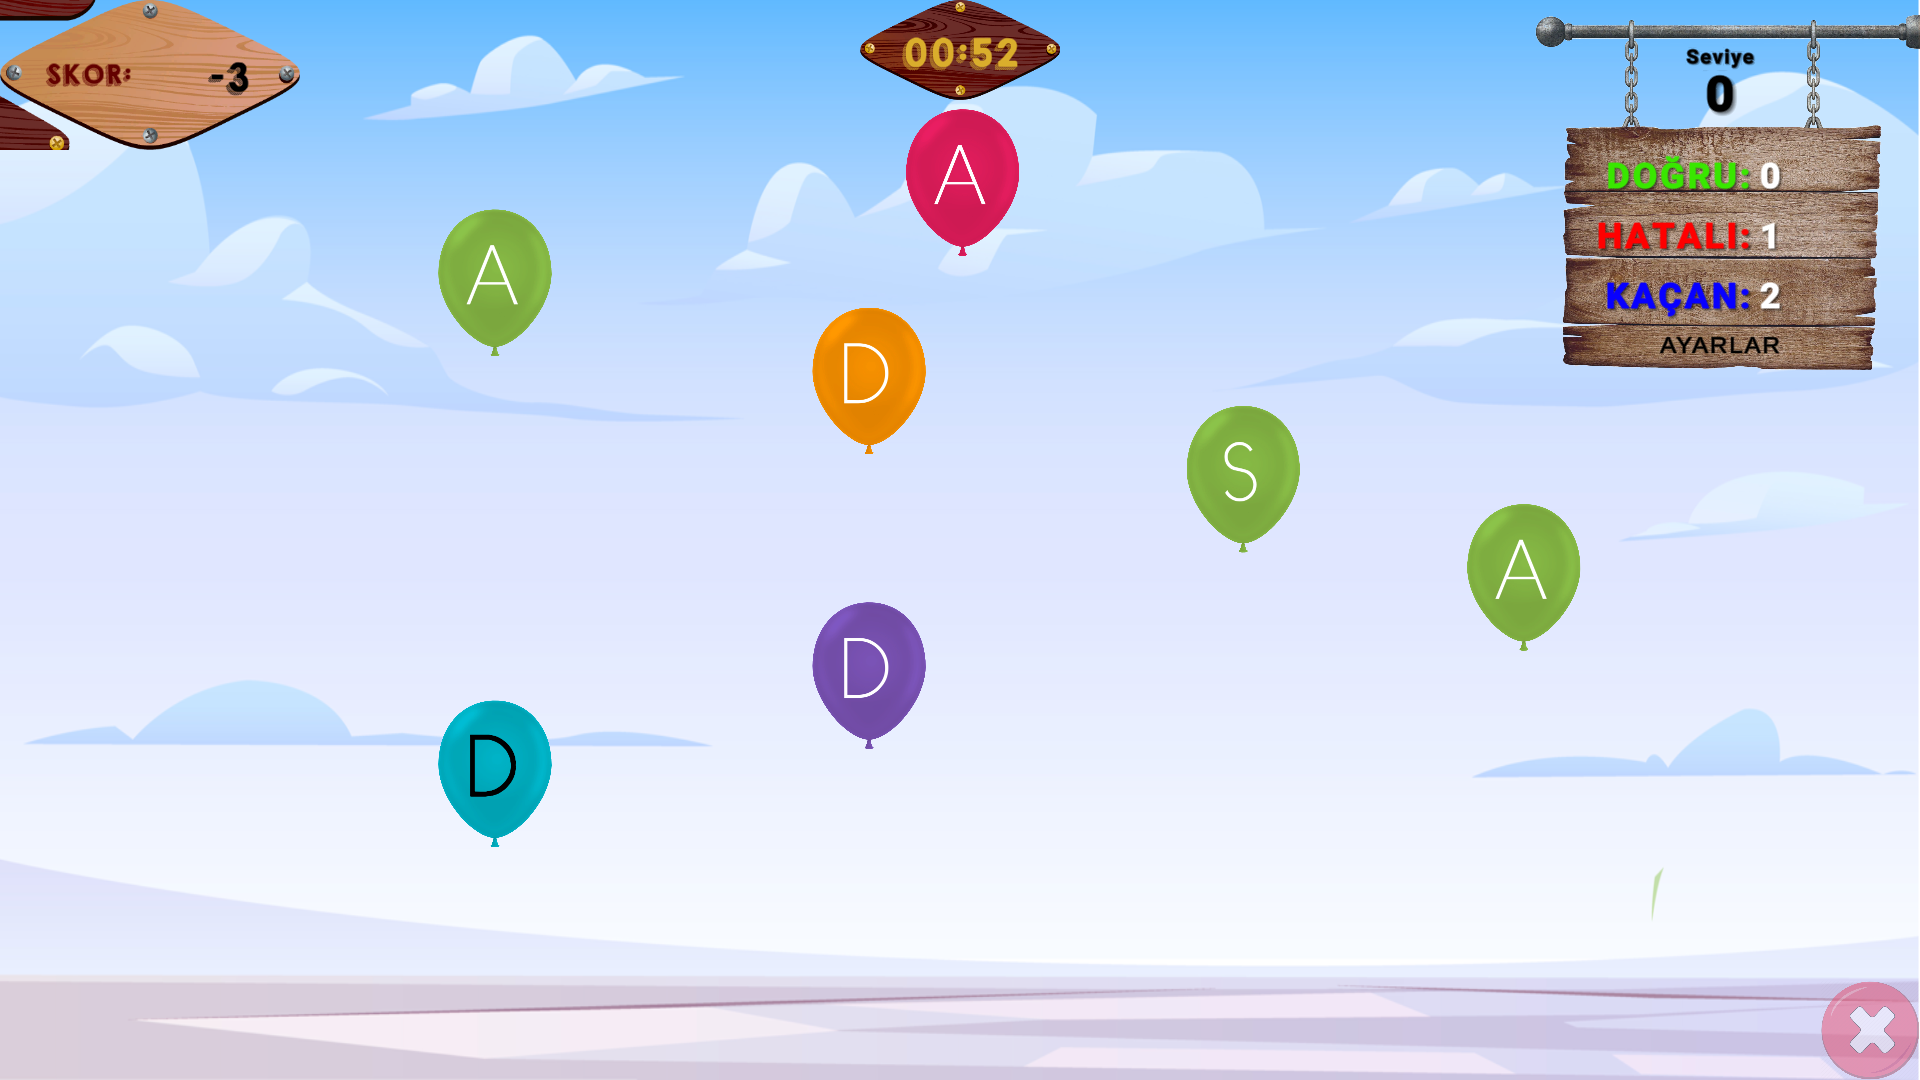 SKOR: -3
00:52
Seviye
0
DOĞRU: 0
HATALI: 1
KAÇAN: 2
AYARLAR
A
A
D
S
A
D
D